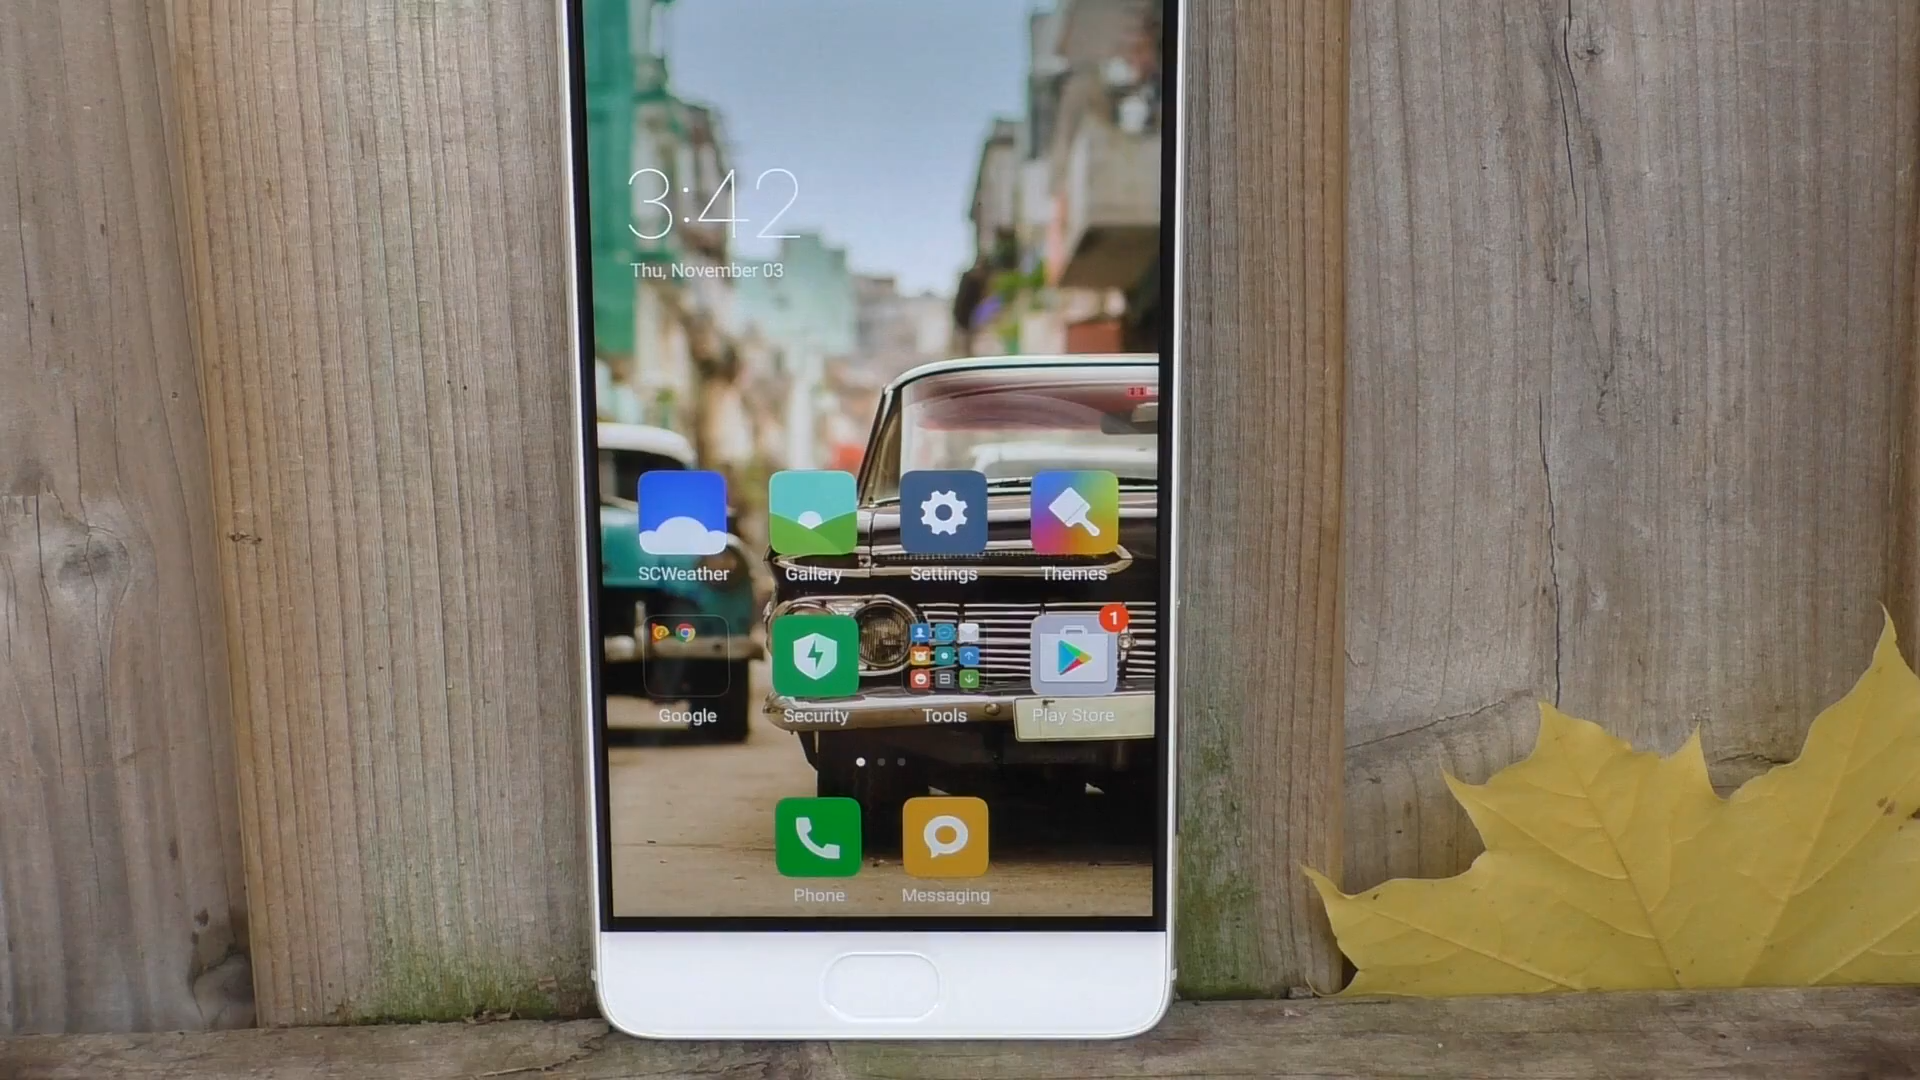 3:42
Thu, November 03
SCWeather
Gallery
Settings
Themes
1
Google
Security
Tools
Play Store
Phone
Messaging